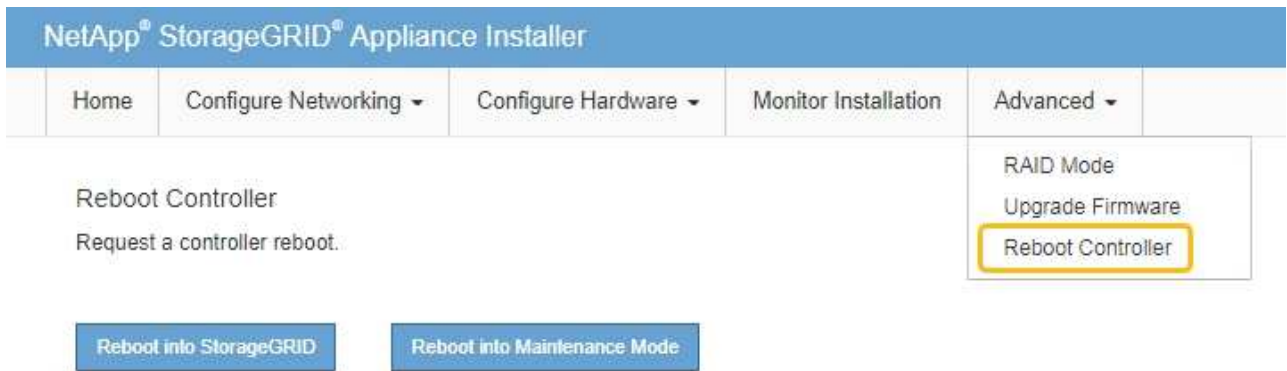 NetApp® StorageGRID® Appliance Installer
Home Configure Networking Configure Hardware Monitor Installation Advanced
RAID Mode
Upgrade Firmware
Reboot Controller
Reboot Controller
Request a controller reboot.
Reboot into StorageGRID Reboot into Maintenance Mode